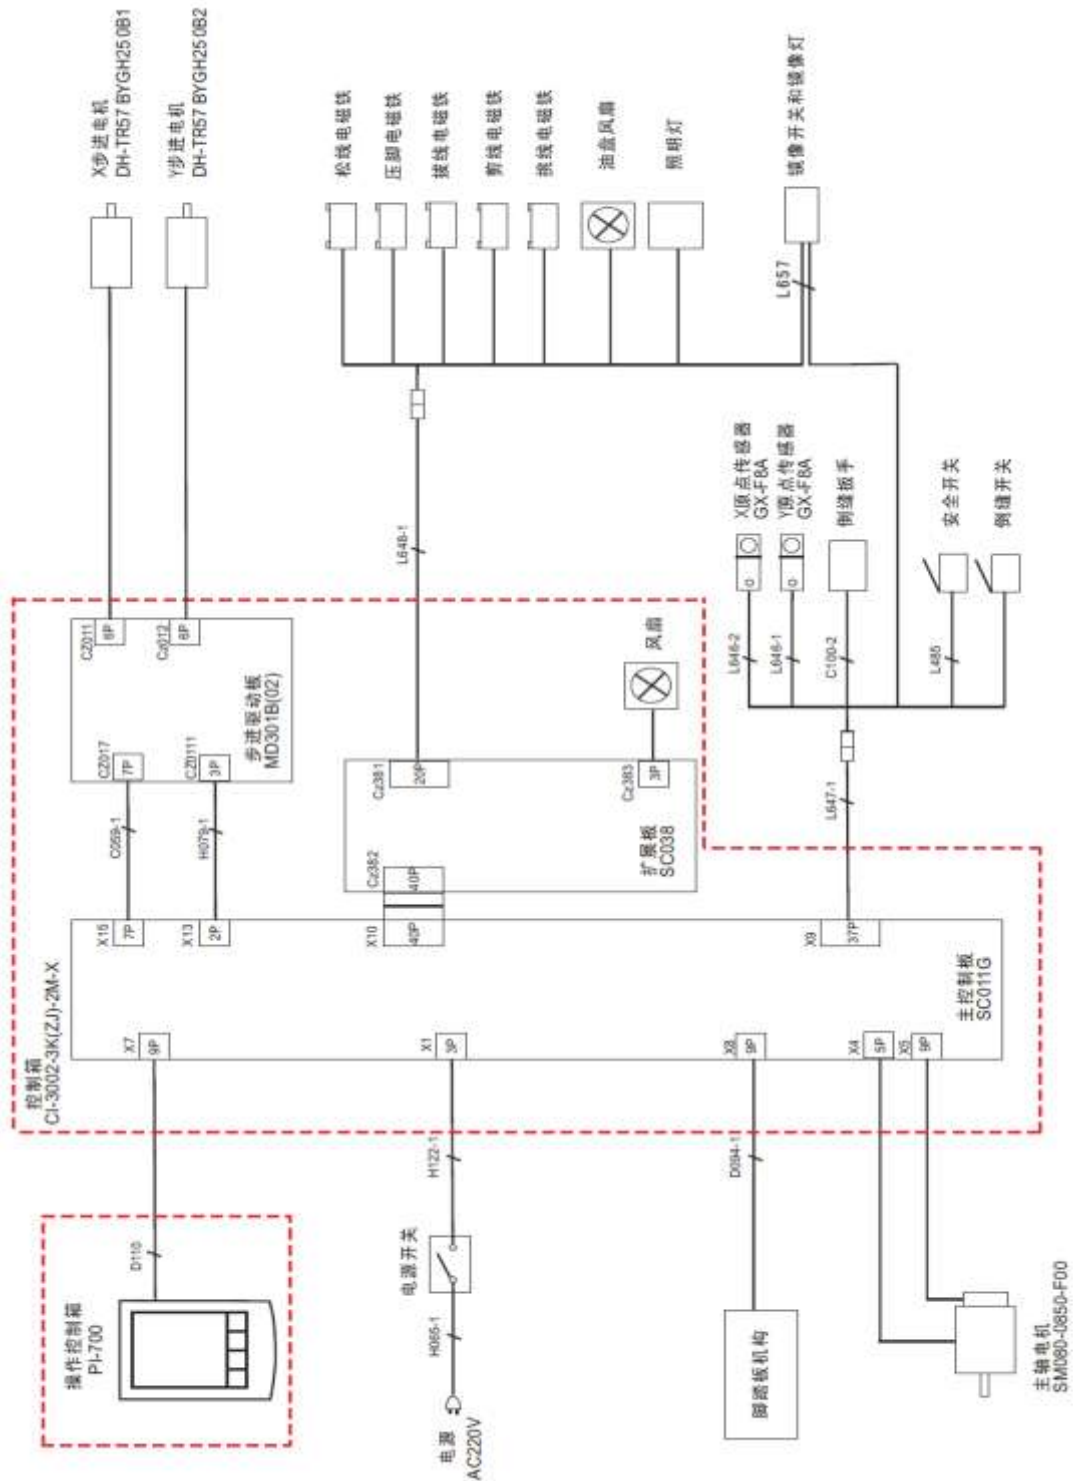 控制箱
CI-3002-3K(ZJ)-2M-X
操作控制箱
PI-700
D110
X7
9P
X15
7P
C059-1
CZ017
7P
步进驱动板
MD301B(02)
CZ011
6P
X步进电机
DH-TR57 BYGH250B1
X13
2P
H079-1
CZ0111
3P
Cz012
6P
Y步进电机
DH-TR57 BYGH250B2
电源
AC220V
H065-1
电源开关
H122-1
X1
3P
X10
40P
Cz382
40P
Cz381
20P
L648-1
松线电磁铁
压脚电磁铁
拔线电磁铁
剪线电磁铁
挑线电磁铁
油盘风扇
照明灯
镜像开关和镜像灯
L657
扩展板
SC038
Cz383
3P
风扇
脚踏板机构
D094-1
X8
9P
X9
37P
L647-1
L646-2
X原点传感器
GX-F8A
L646-1
Y原点传感器
GX-F8A
C100-2
倒缝扳手
L485
安全开关
倒缝开关
主轴电机
SM080-0850-F00
X4
5P
X5
9P
主控制板
SC011G